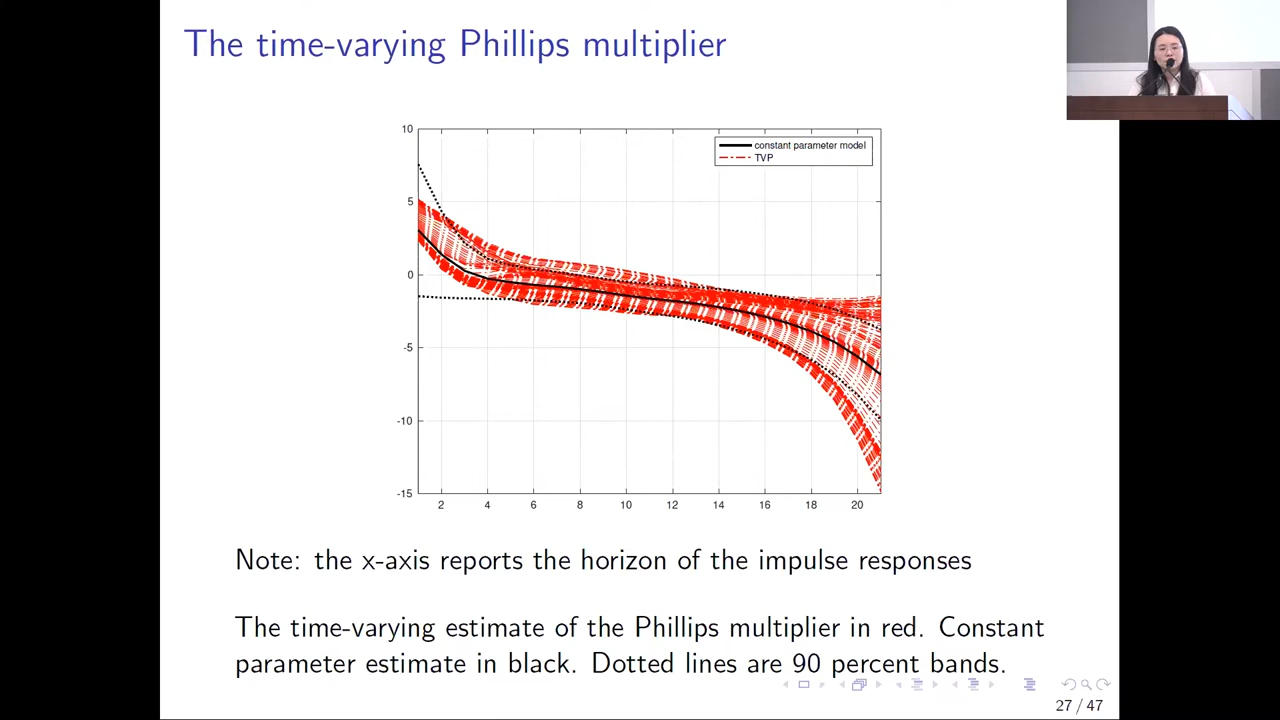 The time-varying Phillips multiplier
10
5
0
-5
-10
-15
constant parameter model
TVP
2 4 6 8 10 12 14 16 18 20
Note: the x-axis reports the horizon of the impulse responses
The time-varying estimate of the Phillips multiplier in red. Constant
parameter estimate in black. Dotted lines are 90 percent bands.
27 / 47